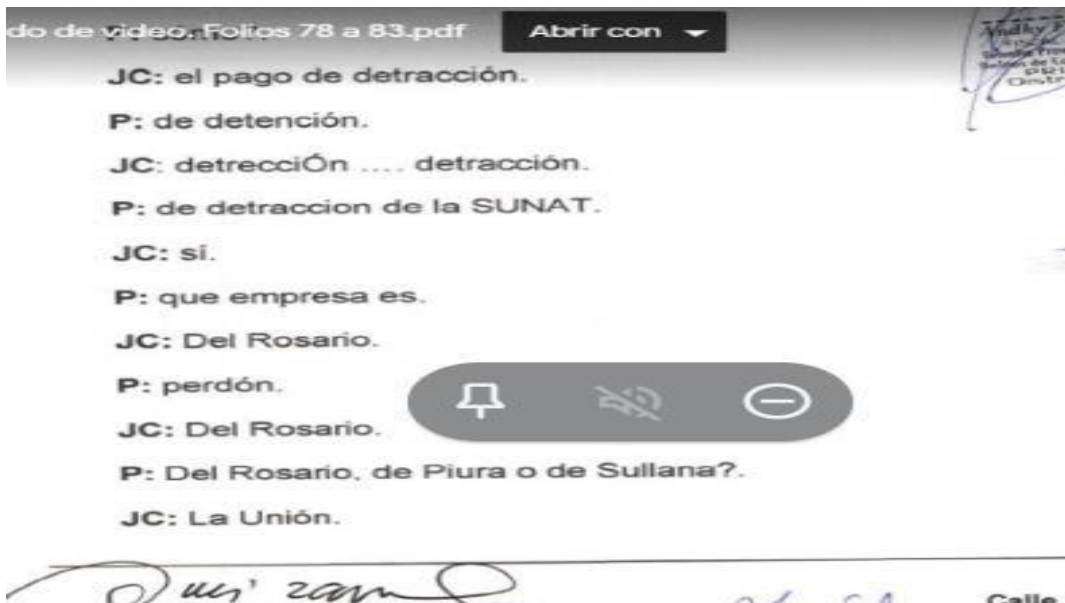 do de video. Folios 78 a 83.pdf Abrir con
JC: el pago de detracción.
P: de detención.
JC: detrecciÓn .... detracción.
P: de detraccion de la SUNAT.
JC: sí.
P: que empresa es.
JC: Del Rosario.
P: perdón.
JC: Del Rosario.
P: Del Rosario, de Piura o de Sullana?.
JC: La Unión.
Calle